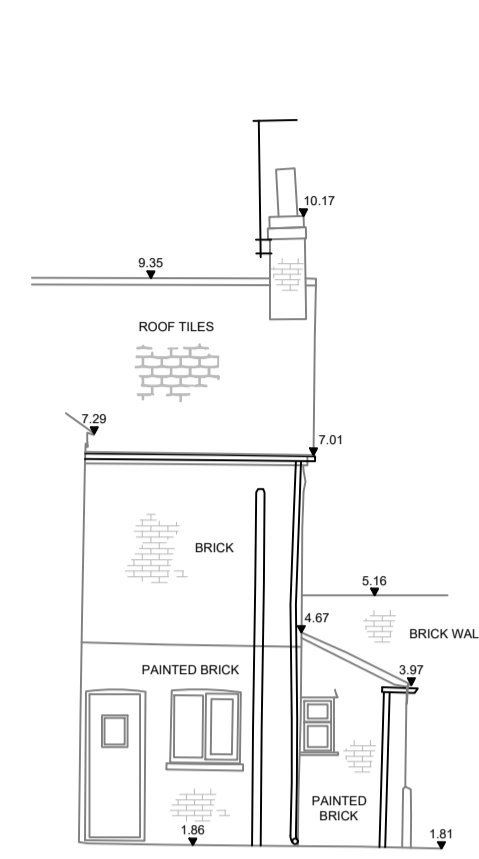 10.17
9.35
ROOF TILES
7.29
7.01
BRICK
5.16
4.67
BRICK WAL
PAINTED BRICK
3.97
PAINTED
BRICK
1.86
1.81